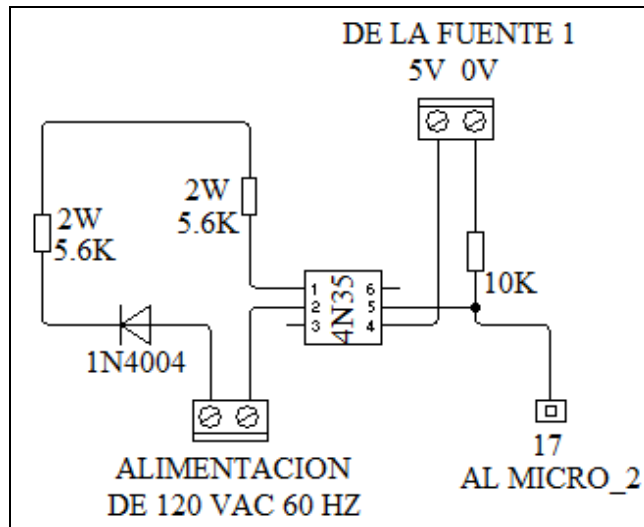 DE LA FUENTE 1
5V 0V
2W
5.6K
2W
5.6K
10K
1N4004
4N35
1
2
3
6
5
4
17
AL MICRO_2
ALIMENTACION
DE 120 VAC 60 HZ